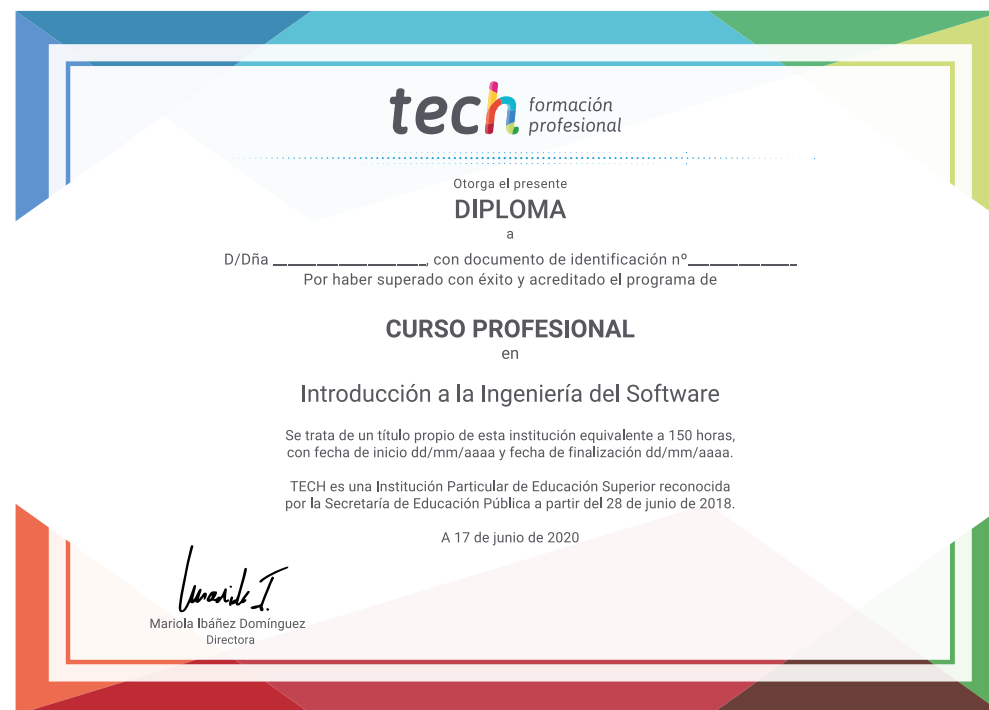 tech formación
profesional
Otorga el presente
DIPLOMA
a
D/Dña ____________________, con documento de identificación nº______________
Por haber superado con éxito y acreditado el programa de
CURSO PROFESIONAL
en
Introducción a la Ingeniería del Software
Se trata de un título propio de esta institución equivalente a 150 horas,
con fecha de inicio dd/mm/aaaa y fecha de finalización dd/mm/aaaa.
TECH es una Institución Particular de Educación Superior reconocida
por la Secretaría de Educación Pública a partir del 28 de junio de 2018.
A 17 de junio de 2020
Mariola Ibáñez Domínguez
Directora